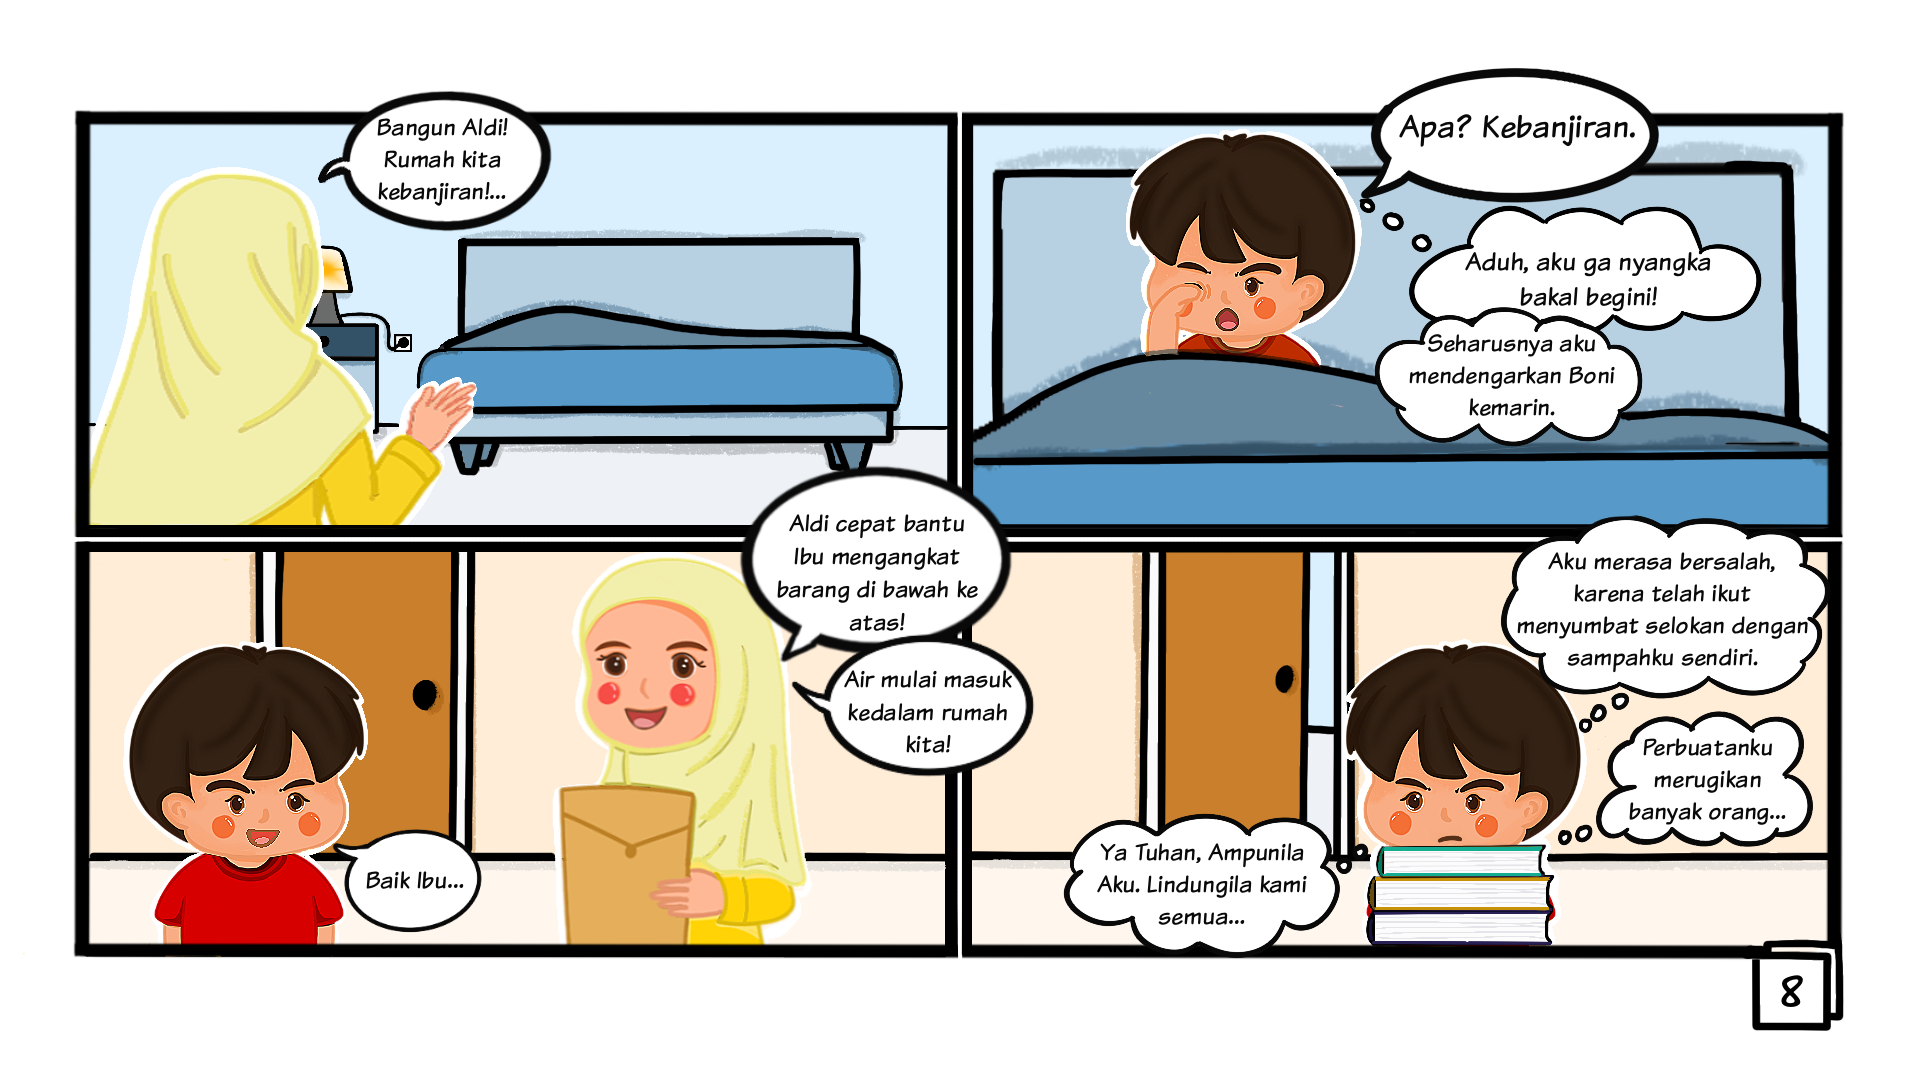 Bangun Aldi!
Rumah kita
kebanjiran!...
Apa? Kebanjiran.
Aduh, aku ga nyangka
bakal begini!
Seharusnya aku
mendengarkan Boni
kemarin.
Aldi cepat bantu
Ibu mengangkat
barang di bawah ke
atas!
Air mulai masuk
kedalam rumah
kita!
Baik Ibu...
Aku merasa bersalah,
karena telah ikut
menyumbat selokan dengan
sampahku sendiri.
Perbuatanku
merugikan
banyak orang...
Ya Tuhan, Ampunila
Aku. Lindungila kami
semua...
8